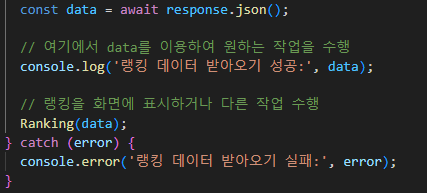 const data = await response.json();
// 여기에서 data를 이용하여 원하는 작업을 수행
console.log('랭킹 데이터 받아오기 성공:', data);
// 랭킹을 화면에 표시하거나 다른 작업 수행
Ranking(data);
} catch (error) {
console.error('랭킹 데이터 받아오기 실패:', error);
}